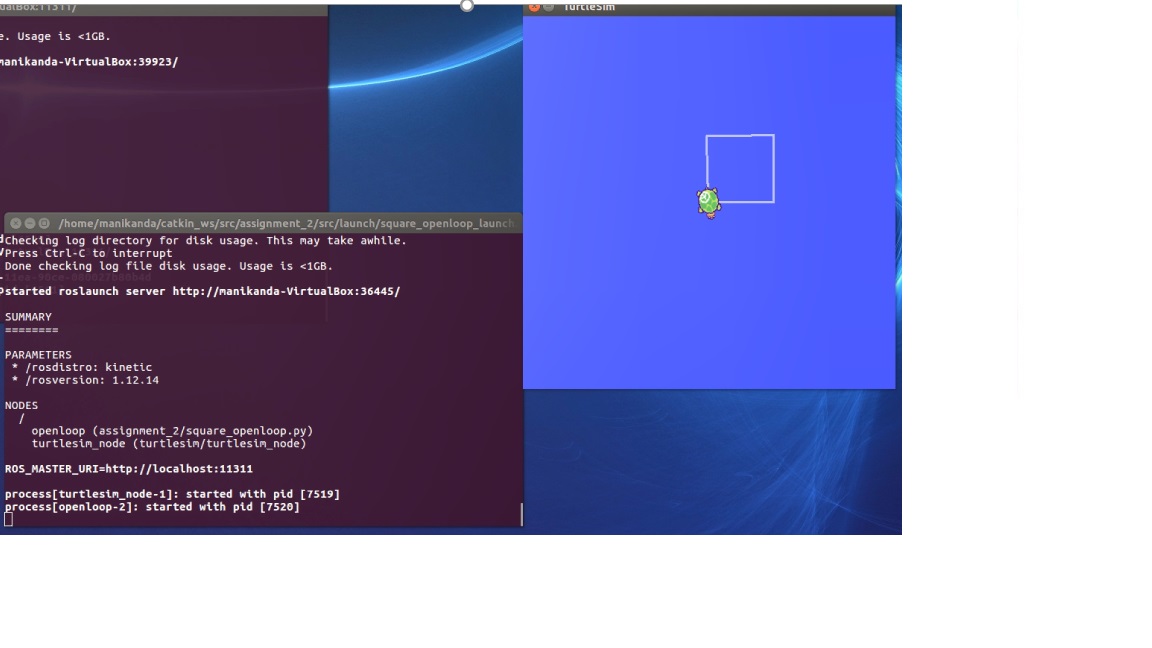 ualBox:11311/
e. Usage is <1GB.
manikanda-VirtualBox:39923/
TurtleSim
/home/manikanda/catkin_ws/src/assignment_2/src/launch/square_openloop_launch.
Checking log directory for disk usage. This may take awhile.
Press Ctrl-C to interrupt
Done checking log file disk usage. Usage is <1GB.
started roslaunch server http://manikanda-VirtualBox:36445/
SUMMARY
========
PARAMETERS
* /rosdistro: kinetic
* /rosversion: 1.12.14
NODES
/
openloop (assignment_2/square_openloop.py)
turtlesim_node (turtlesim/turtlesim_node)
ROS_MASTER_URI=http://localhost:11311
process[turtlesim_node-1]: started with pid [7519]
process[openloop-2]: started with pid [7520]